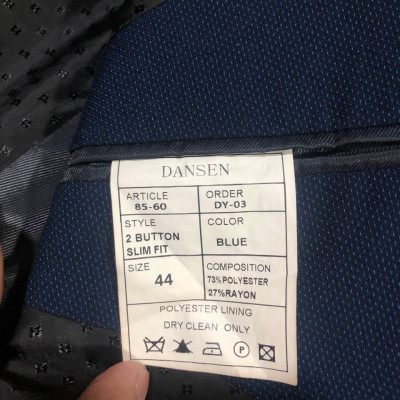 DANSEN
ARTICLE ORDER
85-60 DY-03
STYLE COLOR
2 BUTTON
SLIM FIT BLUE
SIZE COMPOSITION
44 73%POLYESTER
27%RAYON
POLYESTER LINING
DRY CLEAN ONLY
P